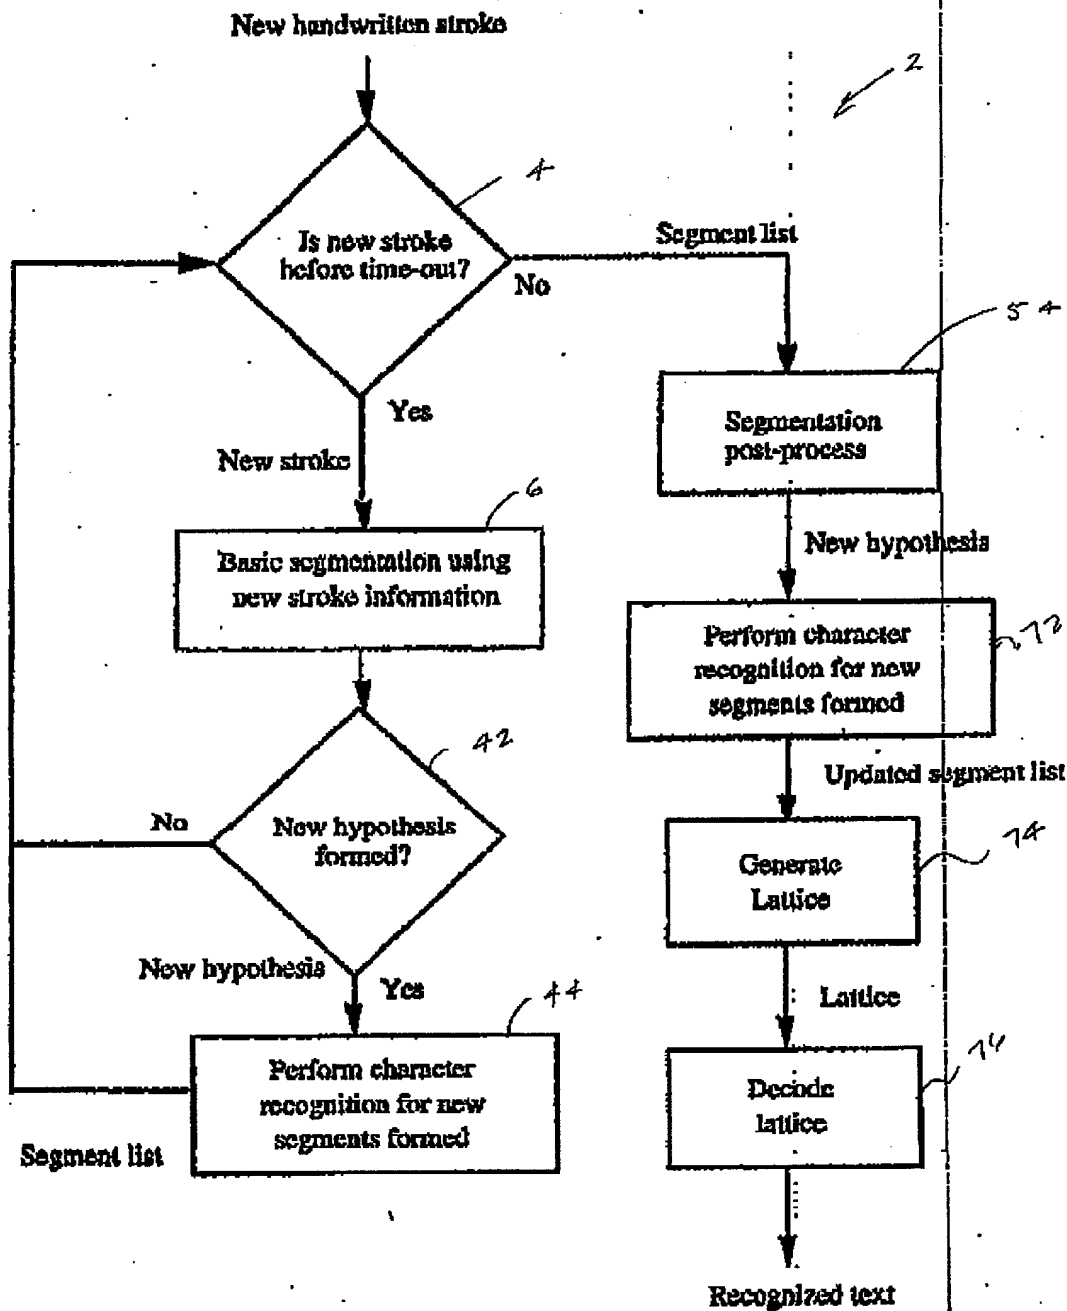 New handwritten stroke
2
4
Is new stroke
before time-out?
No
Segment list
54
Yes
New stroke
Segmentation
post-process
6
Basic segmentation using
new stroke information
New hypothesis
72
Perform character
recognition for new
segments formed
42
No
New hypothesis
formed?
Updated segment list
74
Generate
Lattice
New hypothesis
Yes
44
Lattice
76
Perform character
recognition for new
segments formed
Segment list
Decode
lattice
Recognized text